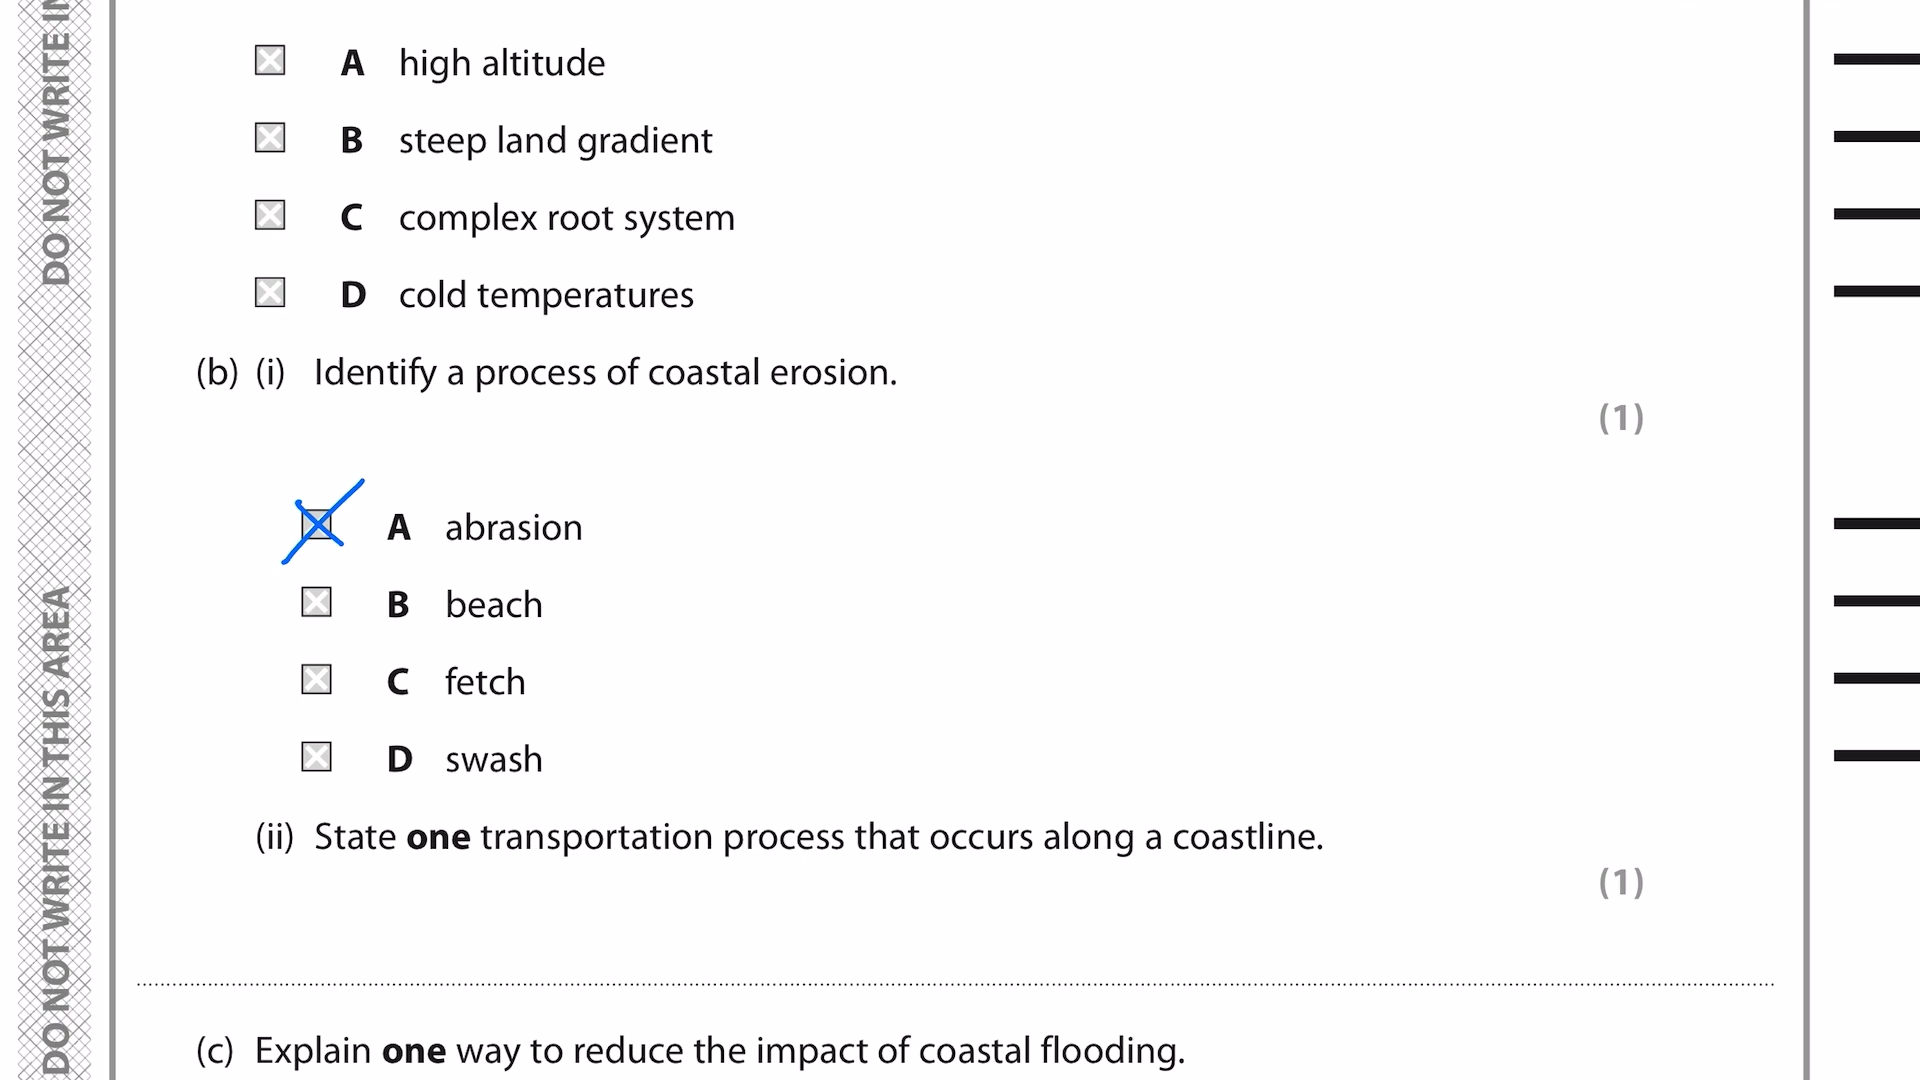 DO NOT WRITE IN
A high altitude
B steep land gradient
C complex root system
D cold temperatures
(b) (i) Identify a process of coastal erosion.
(1)
A abrasion
B beach
C fetch
D swash
DO NOT WRITE IN THIS AREA
(ii) State one transportation process that occurs along a coastline.
(1)
(c) Explain one way to reduce the impact of coastal flooding.